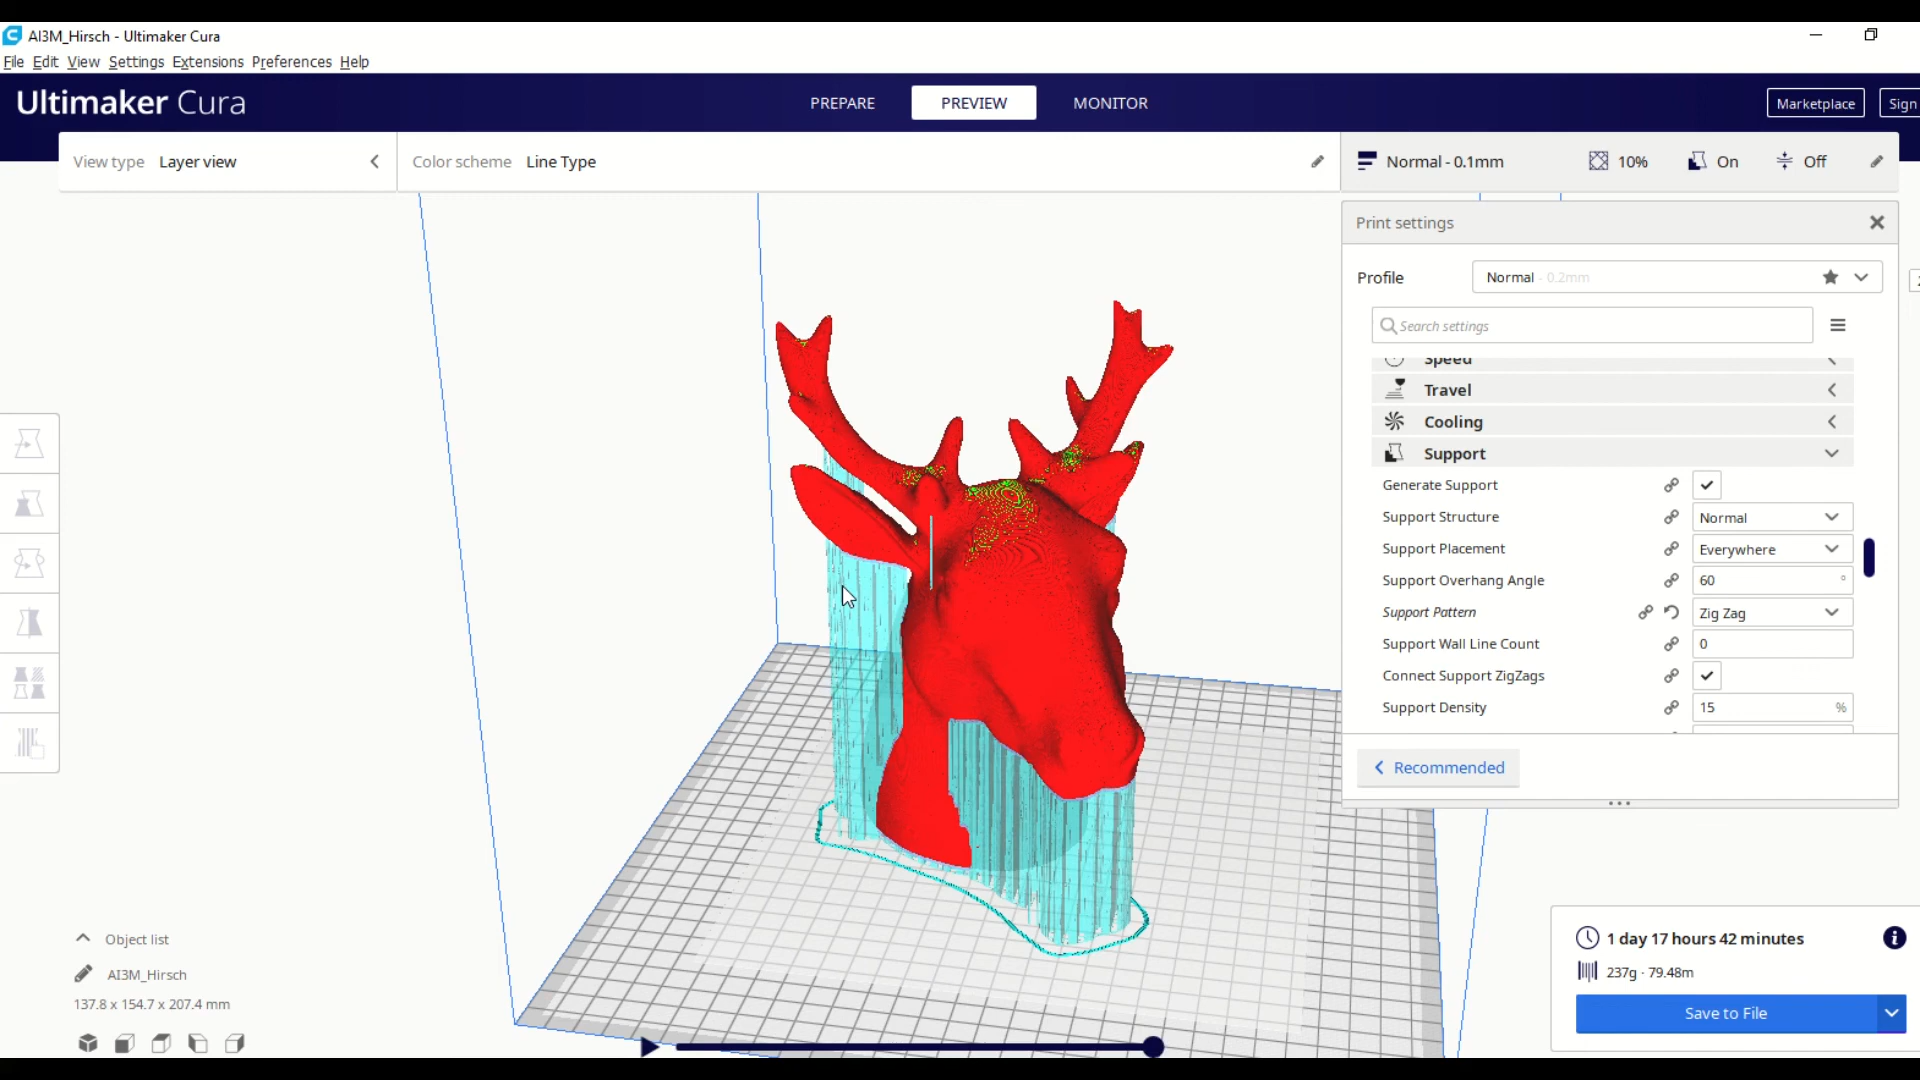 AI3M_Hirsch - Ultimaker Cura
File Edit View Settings Extensions Preferences Help
Ultimaker Cura
PREPARE
PREVIEW
MONITOR
Marketplace
Sign
View type Layer view
Color scheme Line Type
Normal - 0.1mm
10%
On
Off
Print settings
Profile
Normal - 0.2mm
Search settings
Speed
Travel
Cooling
Support
Generate Support
Support Structure
Normal
Support Placement
Everywhere
Support Overhang Angle
60 °
Support Pattern
Zig Zag
Support Wall Line Count
0
Connect Support ZigZags
Support Density
15 %
Recommended
Object list
AI3M_Hirsch
137.8 x 154.7 x 207.4 mm
1 day 17 hours 42 minutes
237g · 79.48m
Save to File